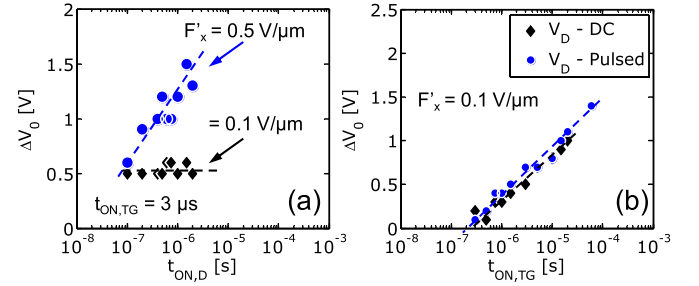 2
1.5
1
0.5
0
ΔV0 [V]
F'x = 0.5 V/µm
= 0.1 V/µm
tON,TG = 3 µs
(a)
10-8 10-7 10-6 10-5 10-4 10-3
tON,D [s]
2.5
2
1.5
1
0.5
0
ΔV0 [V]
VD - DC
VD - Pulsed
F'x = 0.1 V/µm
(b)
10-8 10-7 10-6 10-5 10-4 10-3
tON,TG [s]